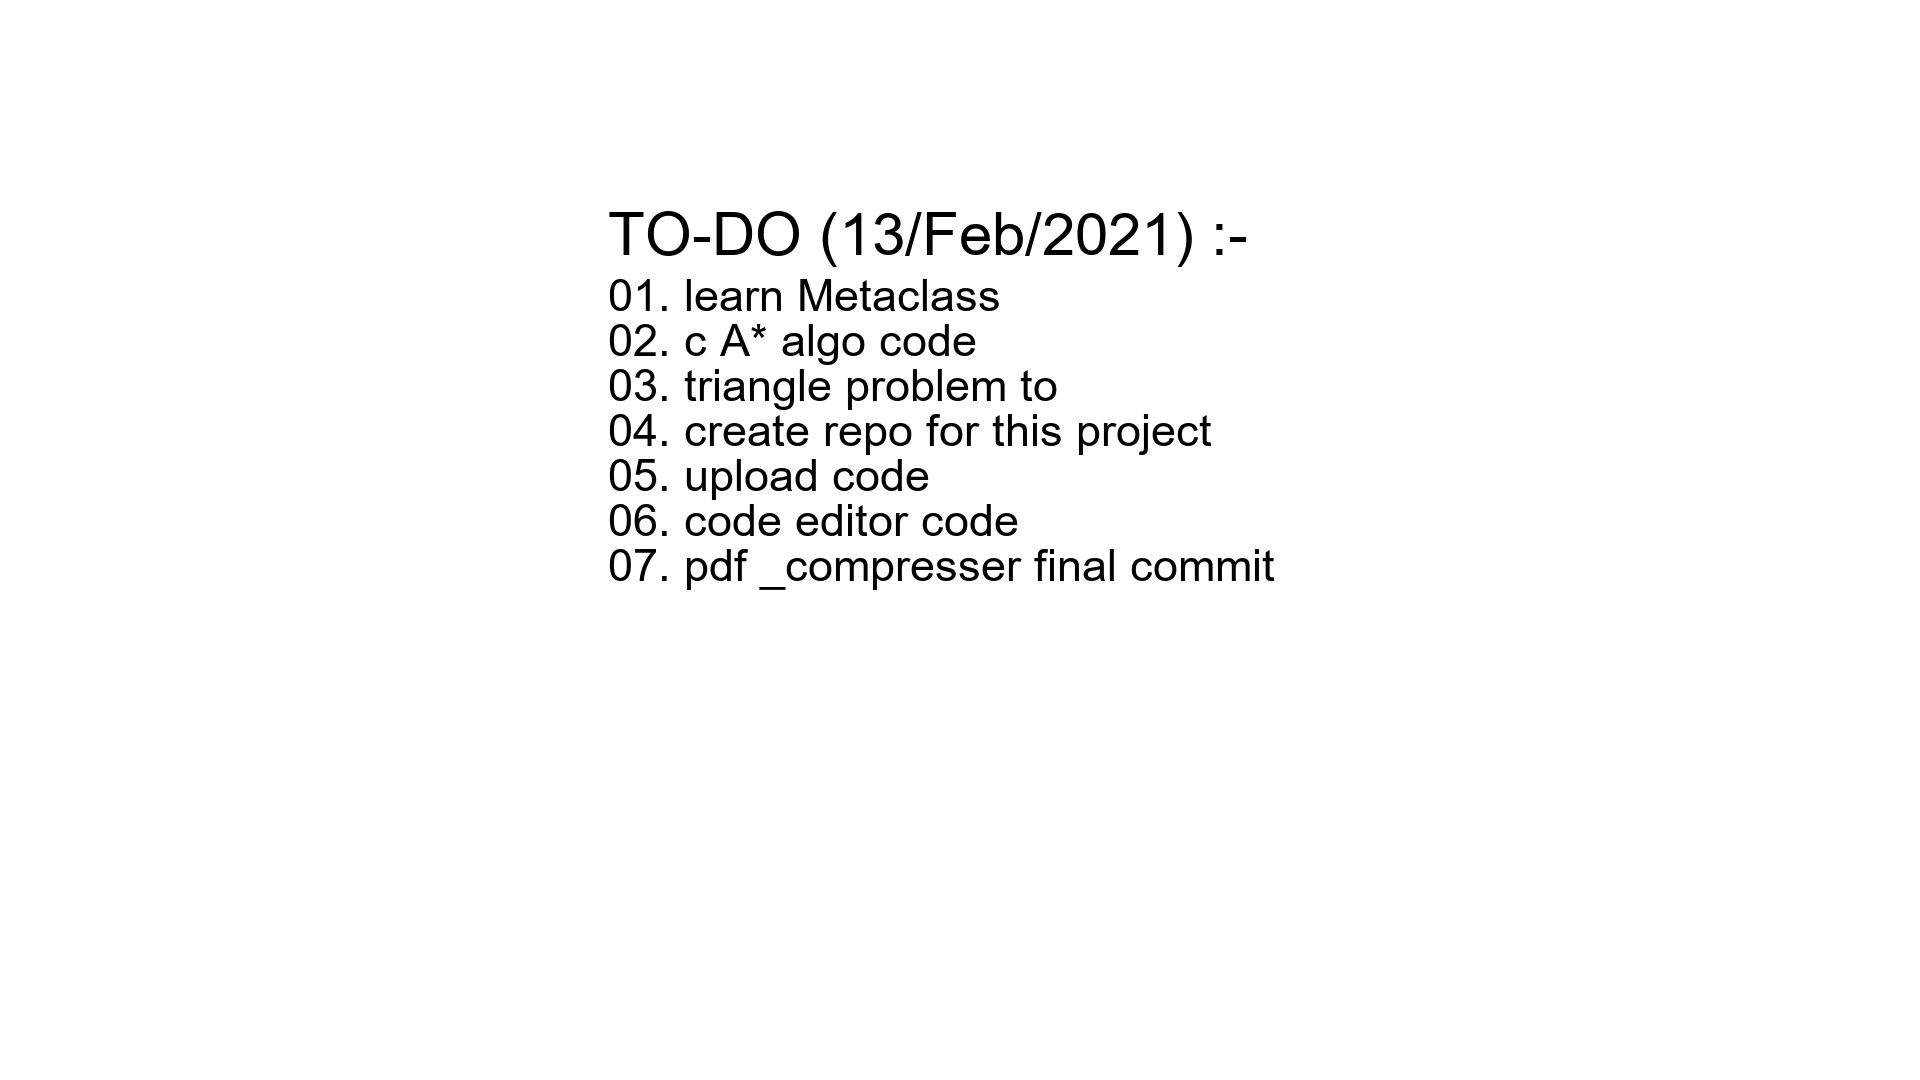 TO-DO (13/Feb/2021) :-
01. learn Metaclass
02. c A* algo code
03. triangle problem to
04. create repo for this project
05. upload code
06. code editor code
07. pdf _compresser final commit